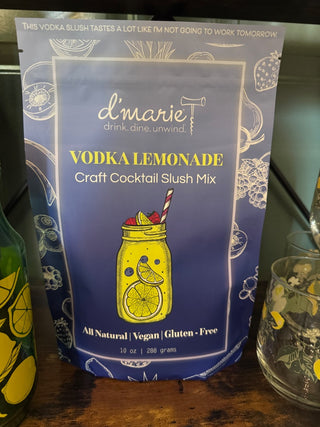 THIS VODKA SLUSH TASTES A LOT LIKE I'M NOT GOING TO WORK TOMORROW.
d'marie
drink. dine. unwind.
VODKA LEMONADE
Craft Cocktail Slush Mix
All Natural | Vegan | Gluten - Free
10 oz | 280 grams